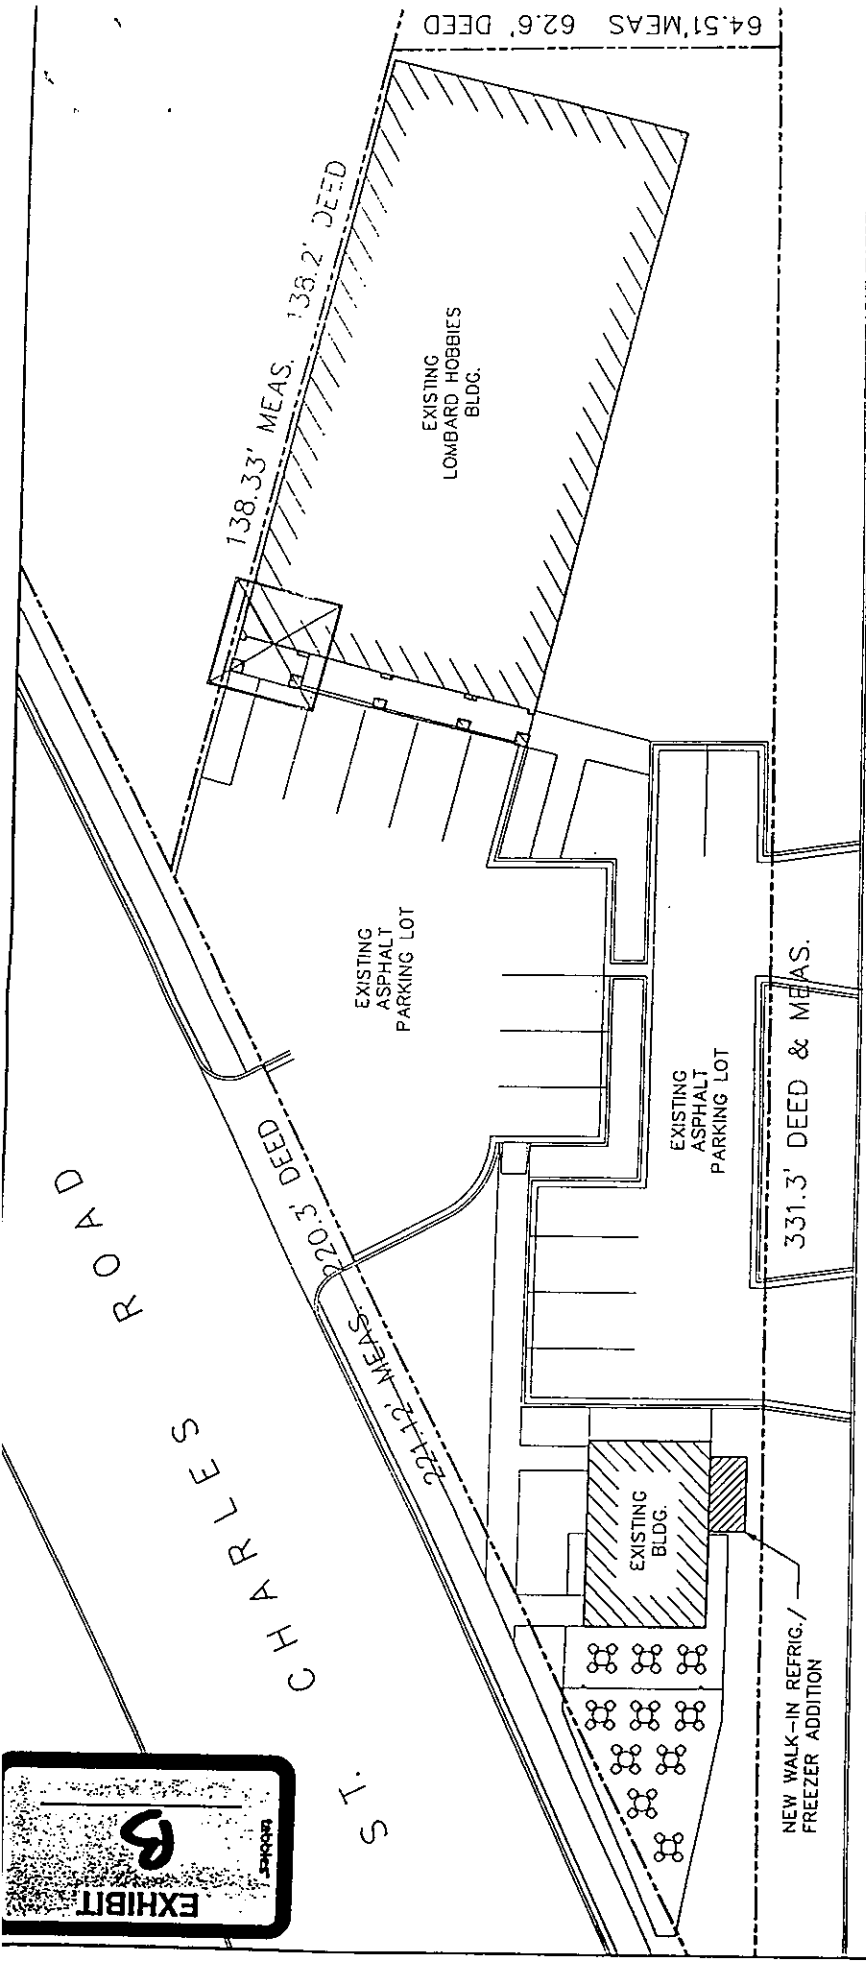 64.51' MEAS 62.6' DEED
138.33' MEAS. 138.2' DEED
EXISTING
LOMBARD HOBBIES
BLDG.
EXISTING
ASPHALT
PARKING LOT
EXISTING
ASPHALT
PARKING LOT
331.3' DEED & MEAS.
221.12' MEAS. 220.3' DEED
ST. CHARLES ROAD
EXISTING
BLDG.
NEW WALK-IN REFRIG./
FREEZER ADDITION
EXHIBIT
B
tabbies